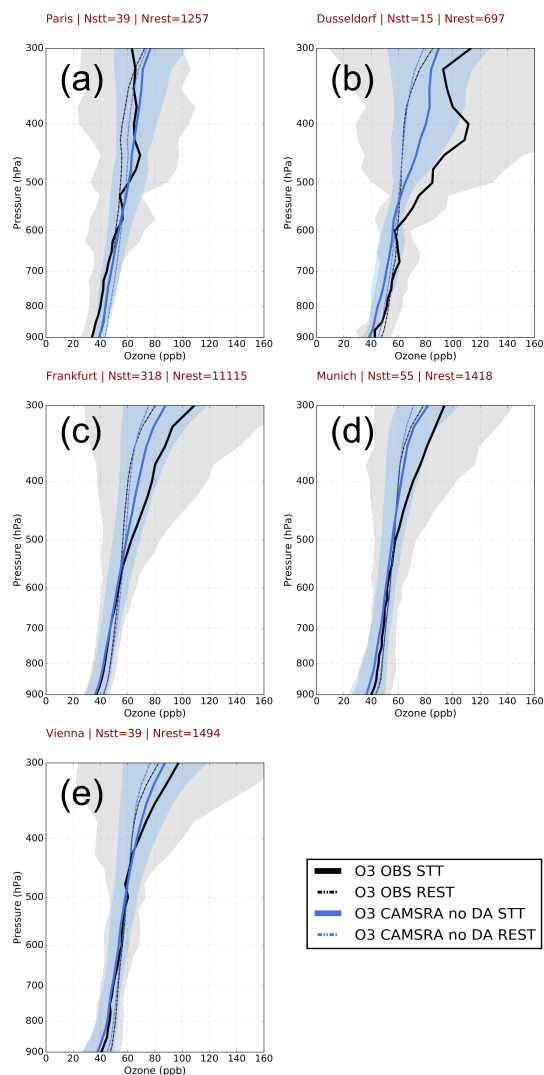 Paris | Nstt=39 | Nrest=1257
Dusseldorf | Nstt=15 | Nrest=697
300
400
500
600
700
800
900
Pressure (hPa)
(a)
0 20 40 60 80 100 120 140 160
Ozone (ppb)
300
400
500
600
700
800
900
Pressure (hPa)
(b)
0 20 40 60 80 100 120 140 160
Ozone (ppb)
Frankfurt | Nstt=318 | Nrest=11115
Munich | Nstt=55 | Nrest=1418
300
400
500
600
700
800
900
Pressure (hPa)
(c)
0 20 40 60 80 100 120 140 160
Ozone (ppb)
300
400
500
600
700
800
900
Pressure (hPa)
(d)
0 20 40 60 80 100 120 140 160
Ozone (ppb)
Vienna | Nstt=39 | Nrest=1494
300
400
500
600
700
800
900
Pressure (hPa)
(e)
0 20 40 60 80 100 120 140 160
Ozone (ppb)
O3 OBS STT
O3 OBS REST
O3 CAMSRA no DA STT
O3 CAMSRA no DA REST